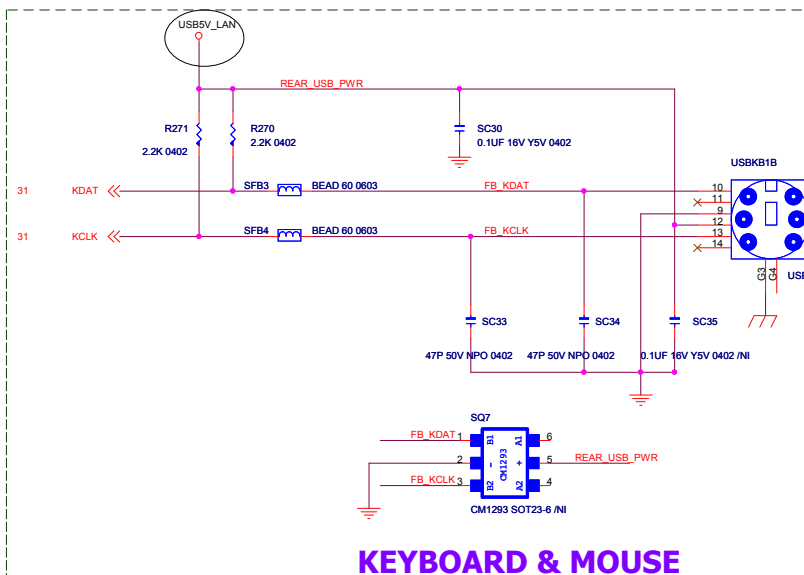 USB5V_LAN
REAR_USB_PWR
R271
2.2K 0402
R270
2.2K 0402
SC30
0.1UF 16V Y5V 0402
USBKB1B
31 KDAT
SFB3 BEAD 60 0603
FB_KDAT
10
11
9
12
13
14
31 KCLK
SFB4 BEAD 60 0603
FB_KCLK
G3
G4
USB
SC33
47P 50V NPO 0402
SC34
47P 50V NPO 0402
SC35
0.1UF 16V Y5V 0402 /NI
SQ7
FB_KDAT 1 B1 A1 6
2 - CM1293 + 5 REAR_USB_PWR
FB_KCLK 3 B2 A2 4
CM1293 SOT23-6 /NI
KEYBOARD & MOUSE